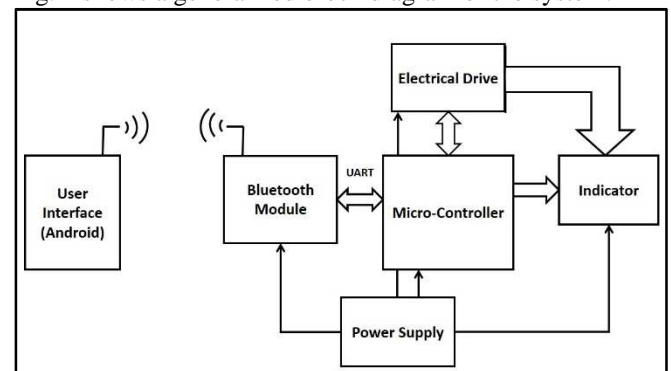 Electrical Drive
User
Interface
(Android)
Bluetooth
Module
UART
Micro-Controller
Indicator
Power Supply